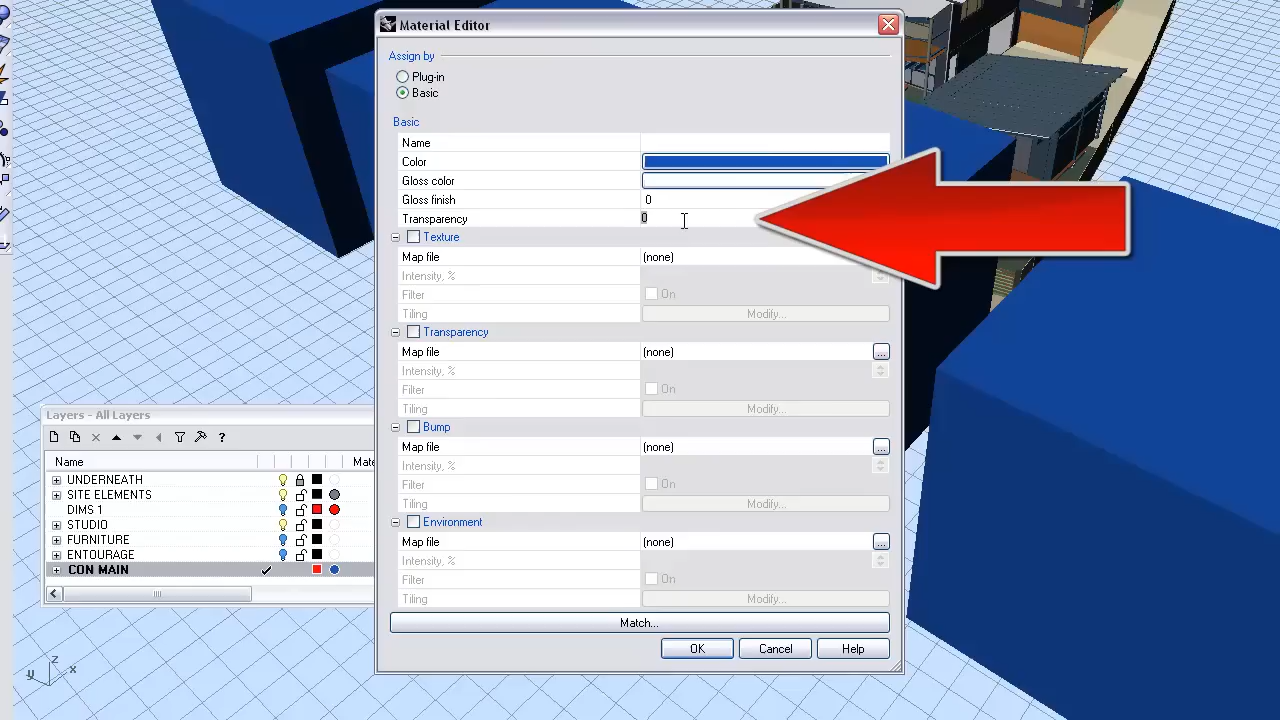 Material Editor
Assign by
Plug-in
Basic
Basic
Name
Color
Gloss color
Gloss finish 0
Transparency 0
Texture
Map file (none)
Intensity, %
Filter On
Tiling Modify...
Transparency
Map file (none) ...
Intensity, %
Filter On
Tiling Modify...
Bump
Map file (none) ...
Intensity, %
Filter On
Tiling Modify...
Environment
Map file (none) ...
Intensity, %
Filter On
Tiling Modify...
Match...
OK Cancel Help
Layers - All Layers
?
Name Mate
UNDERNEATH
SITE ELEMENTS
DIMS 1
STUDIO
FURNITURE
ENTOURAGE
CON MAIN
z
y x